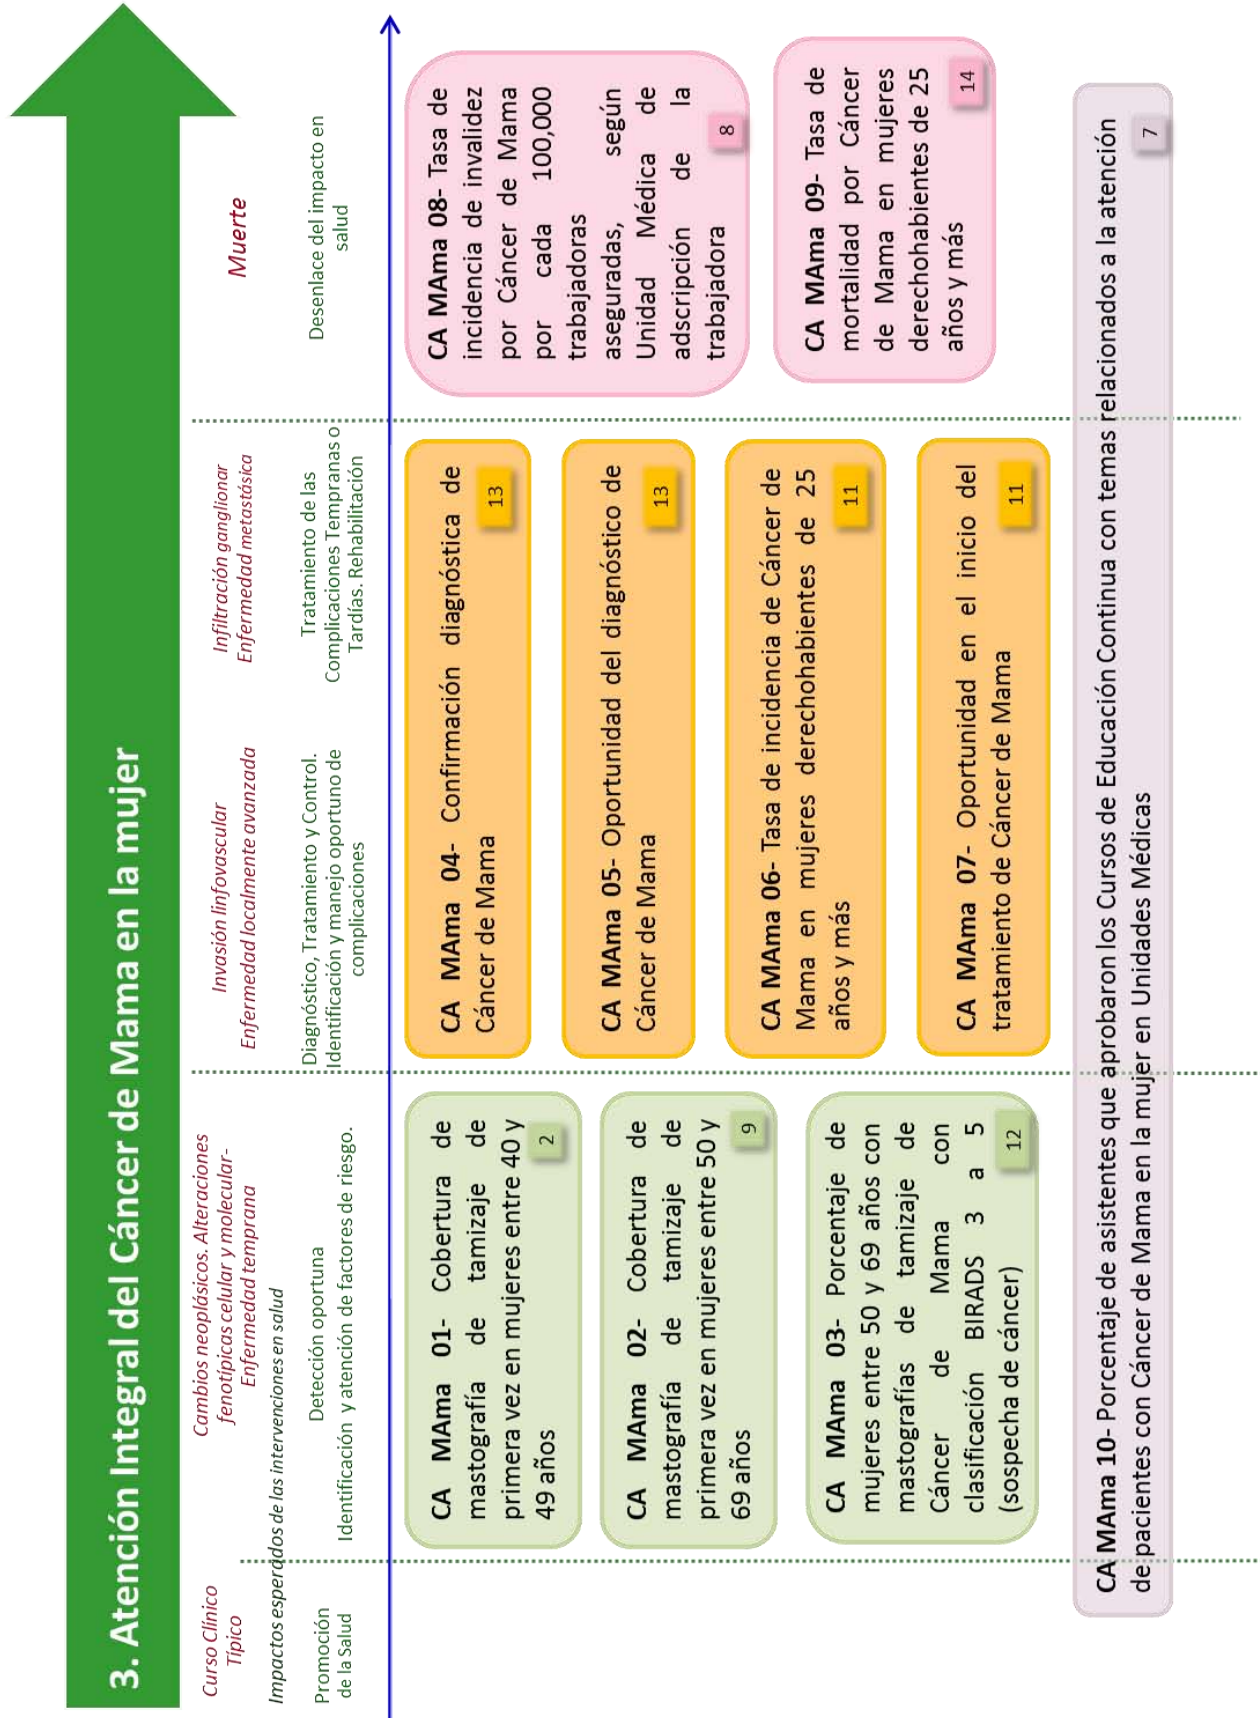 3. Atención Integral del Cáncer de Mama en la mujer
Curso Clínico
Típico
Cambios neoplásicos. Alteraciones
fenotípicas celular y molecular-
Enfermedad temprana
Invasión linfovascular
Enfermedad localmente avanzada
Infiltración ganglionar
Enfermedad metastásica
Muerte
Impactos esperados de las intervenciones en salud
Promoción
de la Salud
Detección oportuna
Identificación y atención de factores de riesgo.
Diagnóstico, Tratamiento y Control.
Identificación y manejo oportuno de
complicaciones
Tratamiento de las
Complicaciones Tempranas o
Tardías. Rehabilitación
Desenlace del impacto en
salud
CA MAma 01- Cobertura de
mastografía de tamizaje de
primera vez en mujeres entre 40 y
49 años
2
CA MAma 02- Cobertura de
mastografía de tamizaje de
primera vez en mujeres entre 50 y
69 años
9
CA MAma 03- Porcentaje de
mujeres entre 50 y 69 años con
mastografías de tamizaje de
Cáncer de Mama con
clasificación BIRADS 3 a 5
(sospecha de cáncer)
12
CA MAma 04- Confirmación diagnóstica de
Cáncer de Mama
13
CA MAma 05- Oportunidad del diagnóstico de
Cáncer de Mama
13
CA MAma 06- Tasa de incidencia de Cáncer de
Mama en mujeres derechohabientes de 25
años y más
11
CA MAma 07- Oportunidad en el inicio del
tratamiento de Cáncer de Mama
11
CA MAma 08- Tasa de
incidencia de invalidez
por Cáncer de Mama
por cada 100,000
trabajadoras
aseguradas, según
Unidad Médica de
adscripción de la
trabajadora
8
CA MAma 09- Tasa de
mortalidad por Cáncer
de Mama en mujeres
derechohabientes de 25
años y más
14
CA MAma 10- Porcentaje de asistentes que aprobaron los Cursos de Educación Continua con temas relacionados a la atención
de pacientes con Cáncer de Mama en la mujer en Unidades Médicas
7